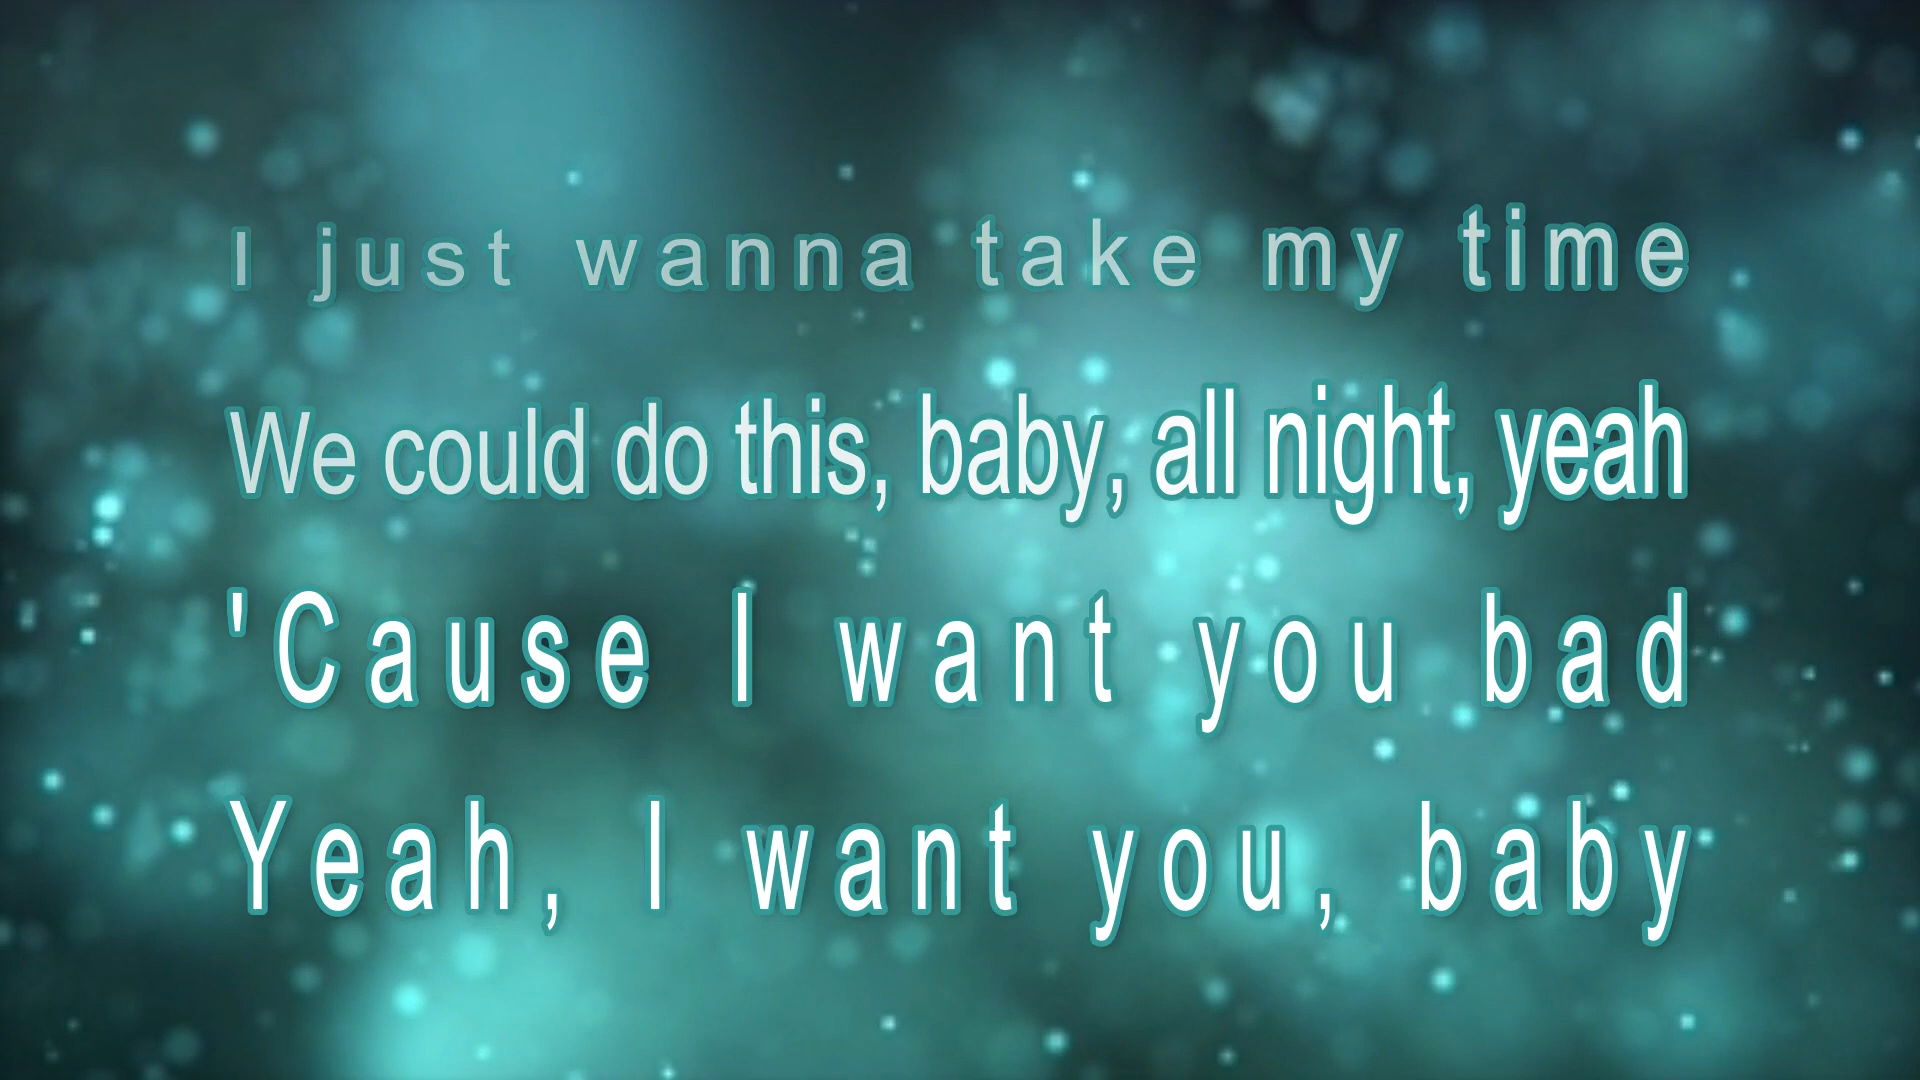 I just wanna take my time
We could do this, baby, all night, yeah
'Cause I want you bad
Yeah, I want you, baby